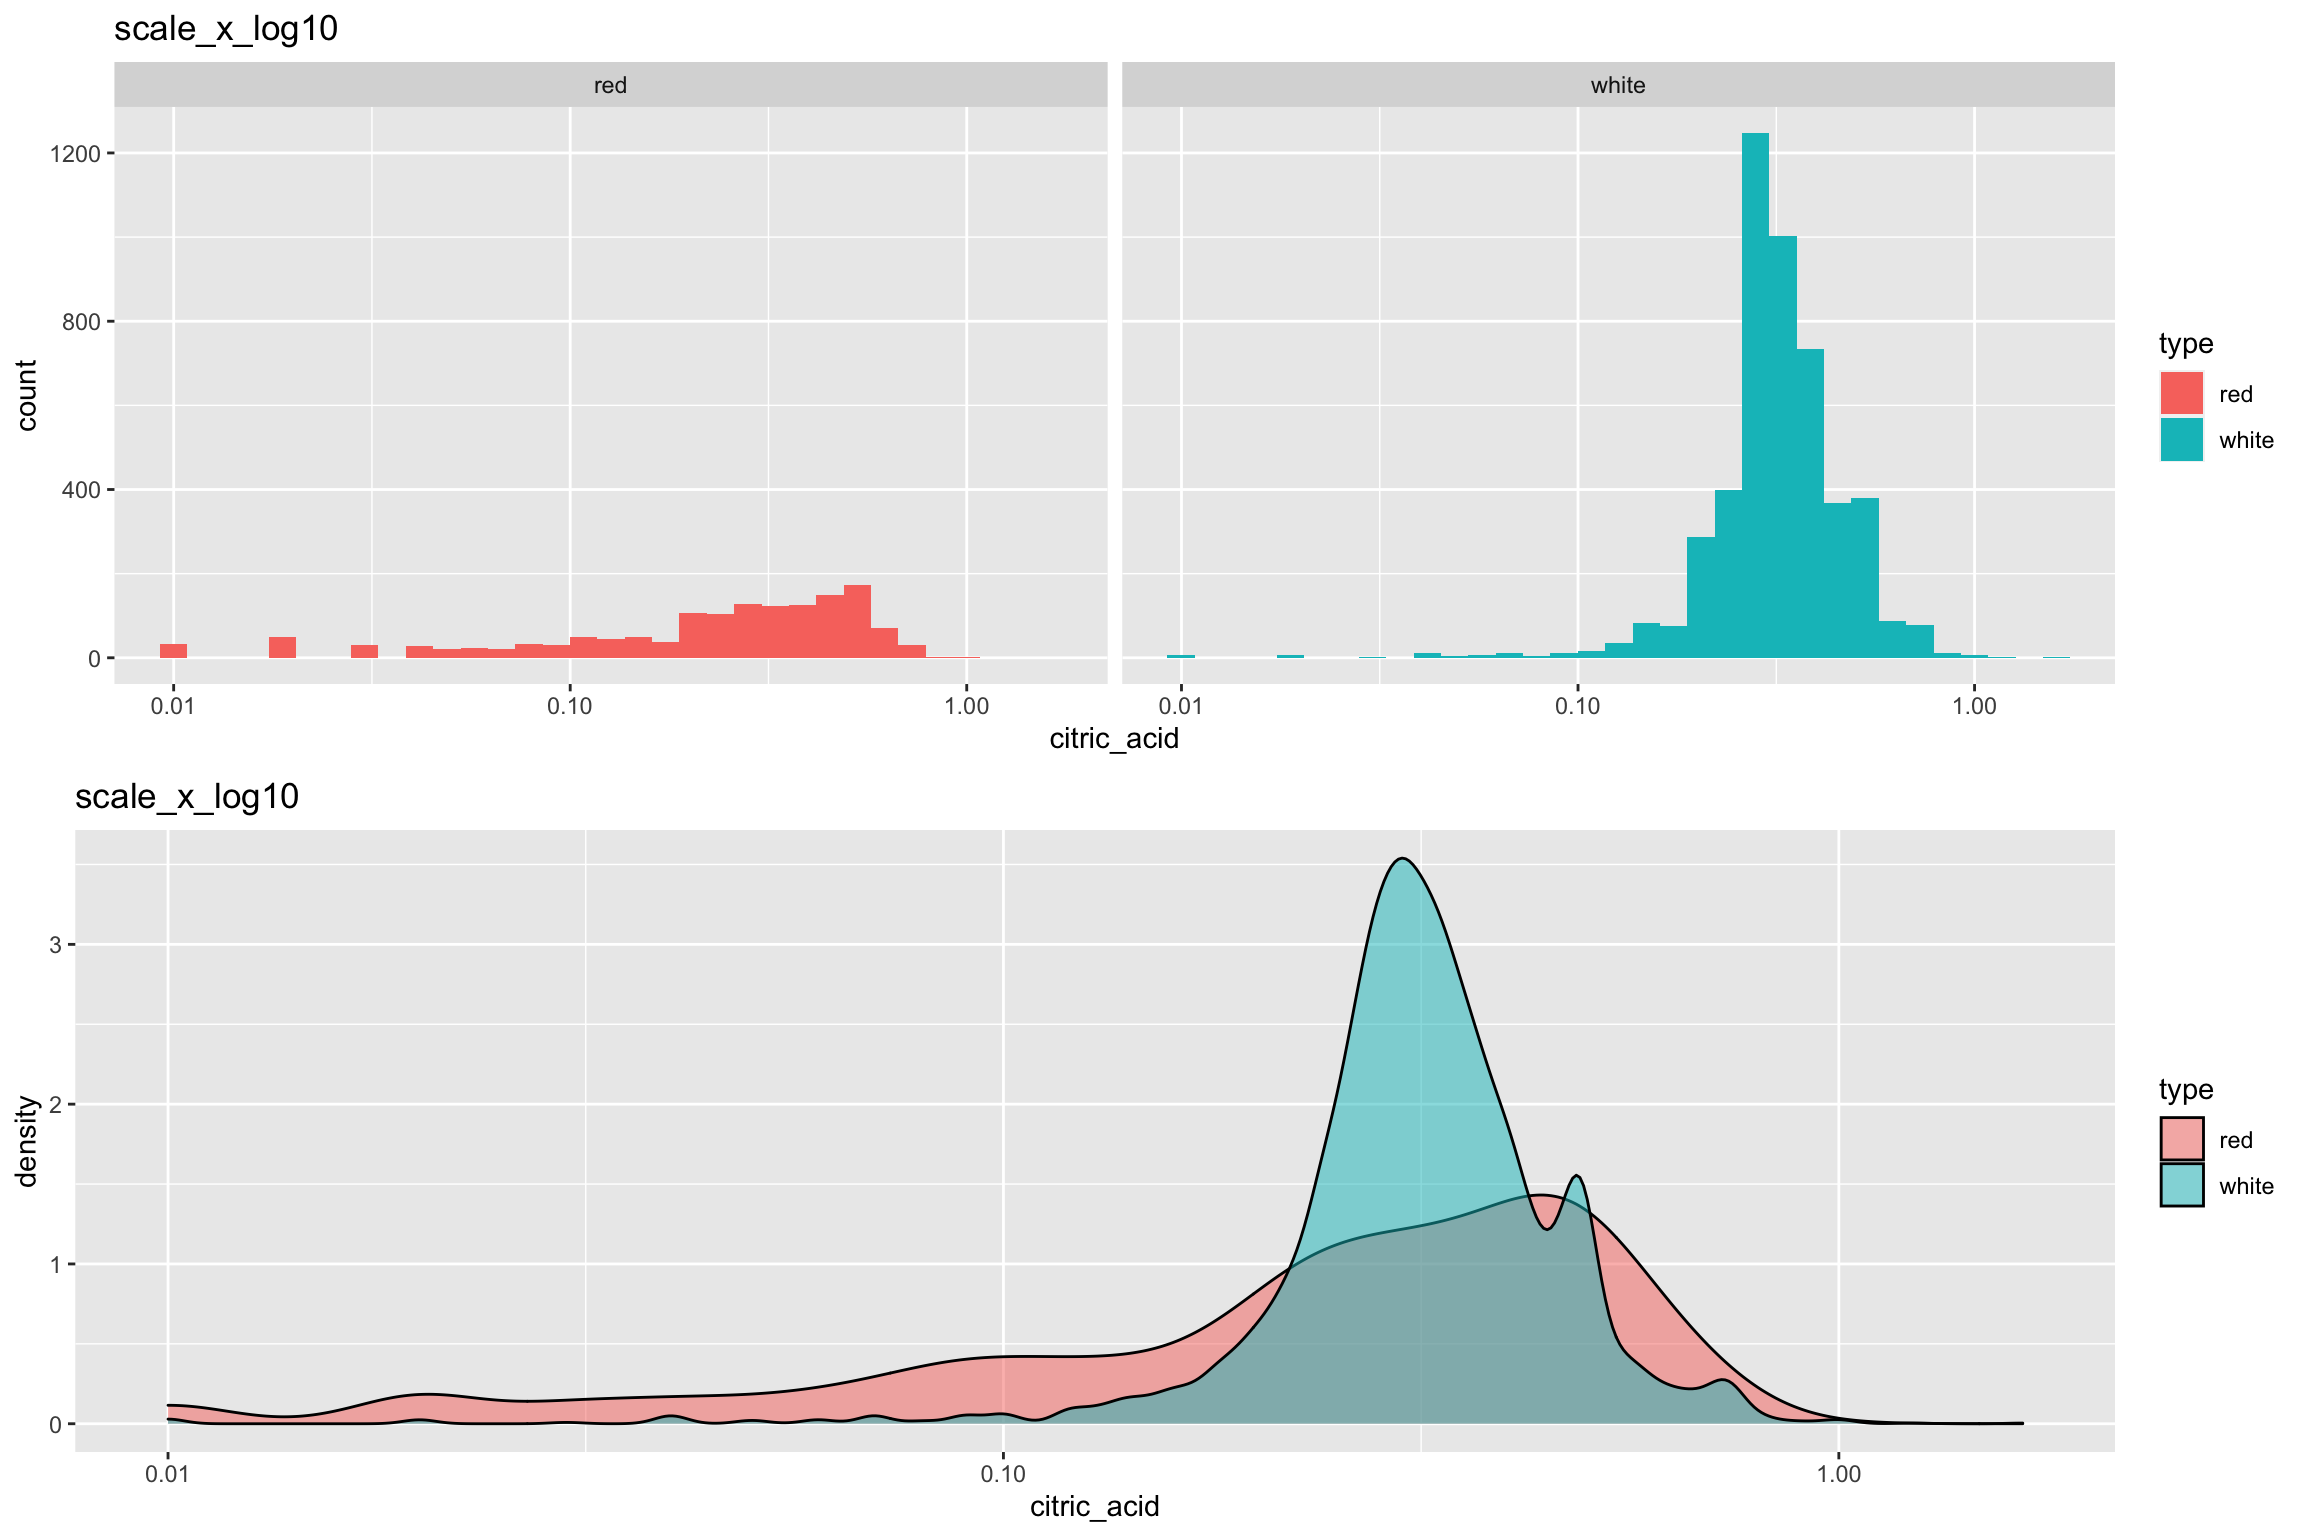 scale_x_log10
red
white
1200
800
400
0
count
0.01
0.10
1.00
0.01
0.10
1.00
citric_acid
type
red
white
scale_x_log10
3
2
1
0
density
0.01
0.10
1.00
citric_acid
type
red
white